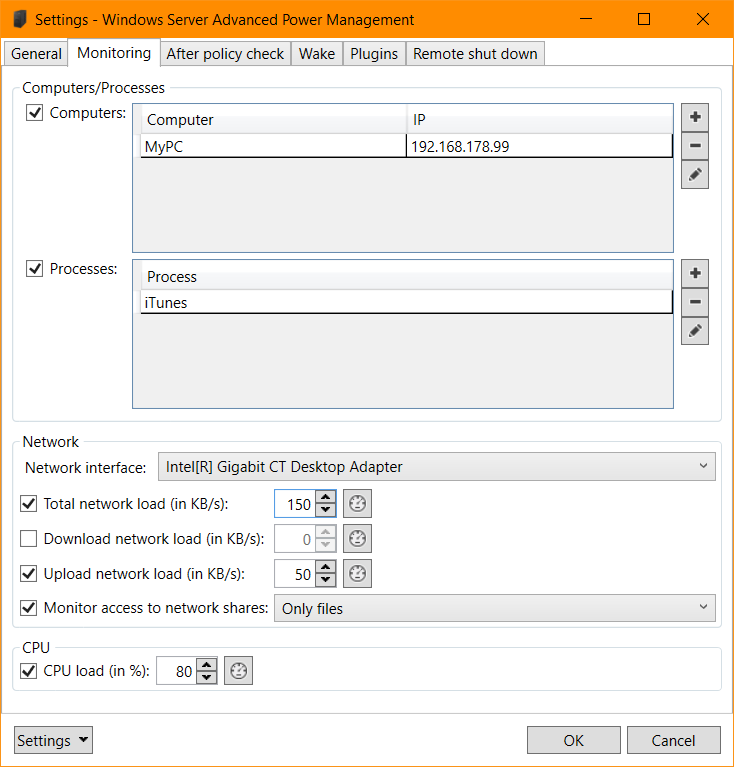 Settings - Windows Server Advanced Power Management
General Monitoring After policy check Wake Plugins Remote shut down
Computers/Processes
Computers:
Computer IP
MyPC 192.168.178.99
Processes:
Process
iTunes
Network
Network interface: Intel[R] Gigabit CT Desktop Adapter
Total network load (in KB/s): 150
Download network load (in KB/s): 0
Upload network load (in KB/s): 50
Monitor access to network shares: Only files
CPU
CPU load (in %): 80
Settings OK Cancel